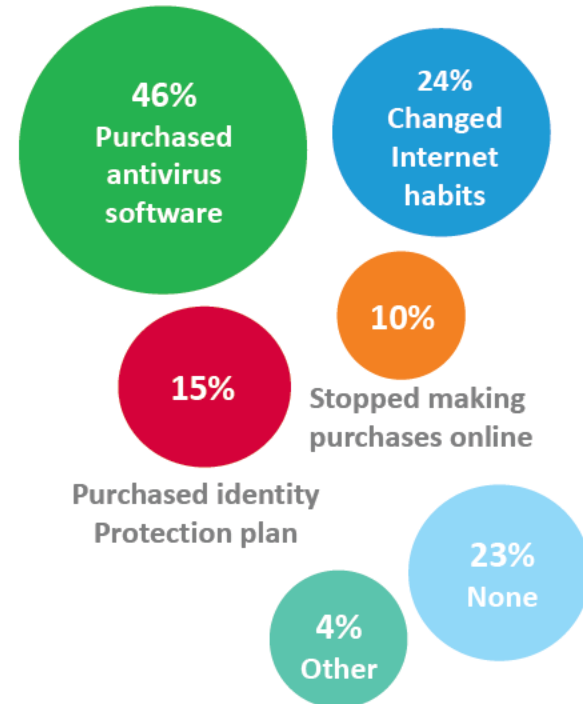 46%
Purchased
antivirus
software
24%
Changed
Internet
habits
10%
Stopped making
purchases online
15%
Purchased identity
Protection plan
23%
None
4%
Other